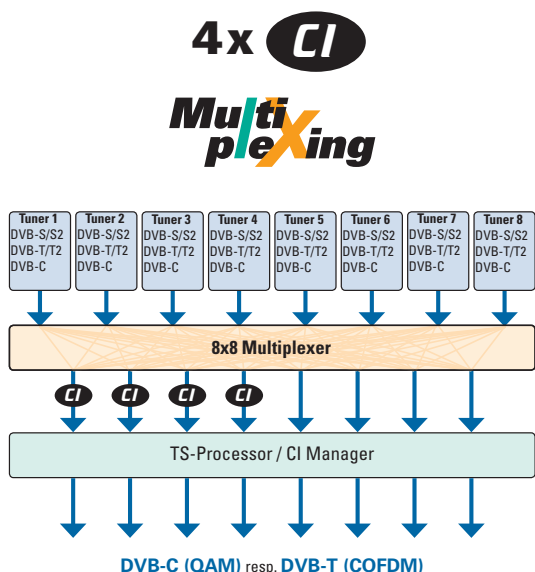 4x CI
Multi
plexing
Tuner 1
DVB-S/S2
DVB-T/T2
DVB-C
Tuner 2
DVB-S/S2
DVB-T/T2
DVB-C
Tuner 3
DVB-S/S2
DVB-T/T2
DVB-C
Tuner 4
DVB-S/S2
DVB-T/T2
DVB-C
Tuner 5
DVB-S/S2
DVB-T/T2
DVB-C
Tuner 6
DVB-S/S2
DVB-T/T2
DVB-C
Tuner 7
DVB-S/S2
DVB-T/T2
DVB-C
Tuner 8
DVB-S/S2
DVB-T/T2
DVB-C
8x8 Multiplexer
CI CI CI CI
TS-Processor / CI Manager
DVB-C (QAM) resp. DVB-T (COFDM)